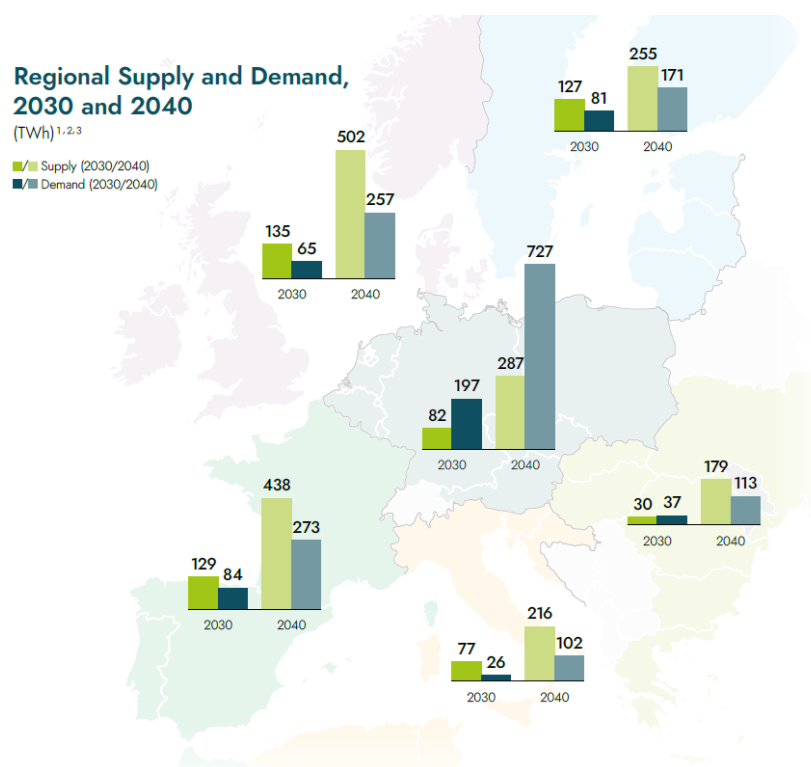 Regional Supply and Demand,
2030 and 2040
(TWh) 1, 2, 3
/ Supply (2030/2040)
/ Demand (2030/2040)
127 81 255 171
2030 2040
135 65 502 257
2030 2040
82 197 287 727
2030 2040
30 37 179 113
2030 2040
129 84 438 273
2030 2040
77 26 216 102
2030 2040